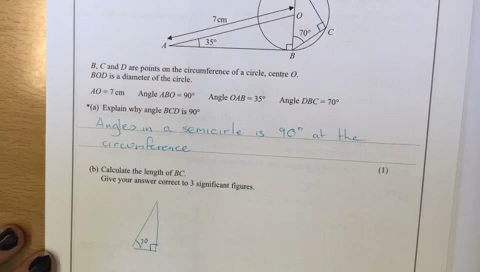 7 cm
O
70°
C
A
35°
B
B, C and D are points on the circumference of a circle, centre O.
BOD is a diameter of the circle.
AO = 7 cm Angle ABO = 90° Angle OAB = 35° Angle DBC = 70°
*(a) Explain why angle BCD is 90°
Angles in a semicirle is 90° at the
circumference
(1)
(b) Calculate the length of BC.
Give your answer correct to 3 significant figures.
70